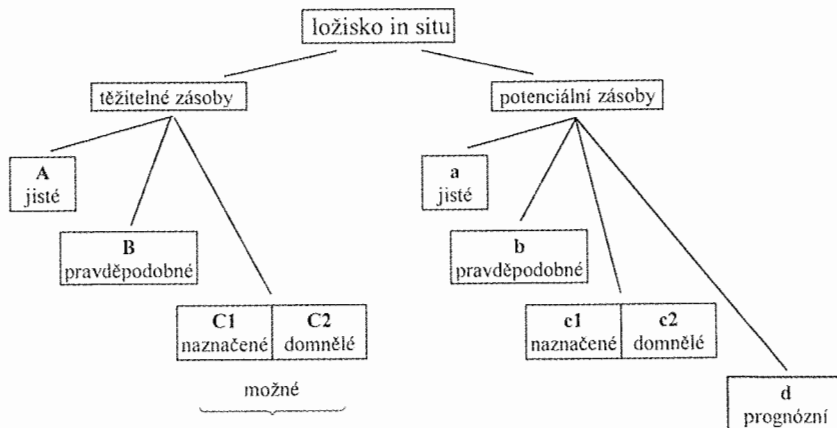 ložisko in situ
těžitelné zásoby
potenciální zásoby
A
jisté
a
jisté
B
pravděpodobné
b
pravděpodobné
C1
naznačené
C2
domnělé
c1
naznačené
c2
domnělé
možné
d
prognózní